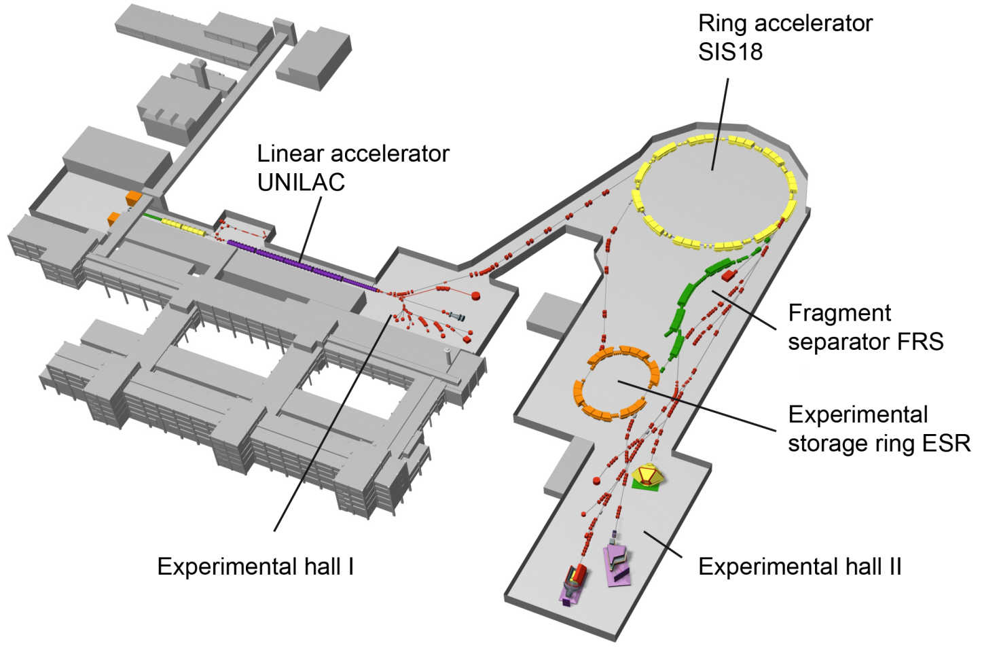 Ring accelerator
SIS18
Linear accelerator
UNILAC
Fragment
separator FRS
Experimental
storage ring ESR
Experimental hall I
Experimental hall II